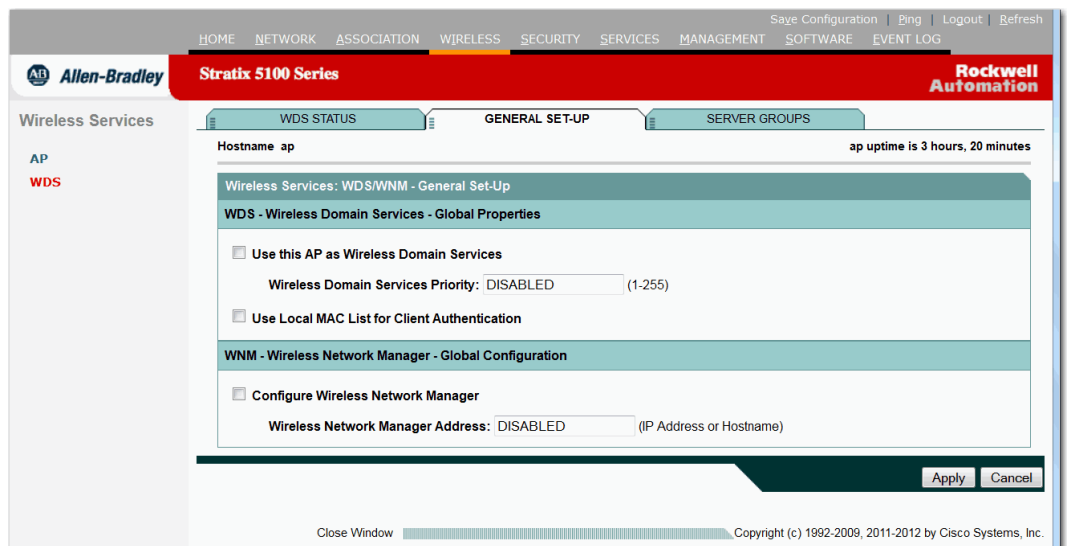 Save Configuration | Ping | Logout | Refresh
HOME NETWORK ASSOCIATION WIRELESS SECURITY SERVICES MANAGEMENT SOFTWARE EVENT LOG
AB Allen-Bradley
Stratix 5100 Series
Rockwell
Automation
Wireless Services
AP
WDS
WDS STATUS
GENERAL SET-UP
SERVER GROUPS
Hostname ap
ap uptime is 3 hours, 20 minutes
Wireless Services: WDS/WNM - General Set-Up
WDS - Wireless Domain Services - Global Properties
Use this AP as Wireless Domain Services
Wireless Domain Services Priority: DISABLED (1-255)
Use Local MAC List for Client Authentication
WNM - Wireless Network Manager - Global Configuration
Configure Wireless Network Manager
Wireless Network Manager Address: DISABLED (IP Address or Hostname)
Apply Cancel
Close Window
Copyright (c) 1992-2009, 2011-2012 by Cisco Systems, Inc.